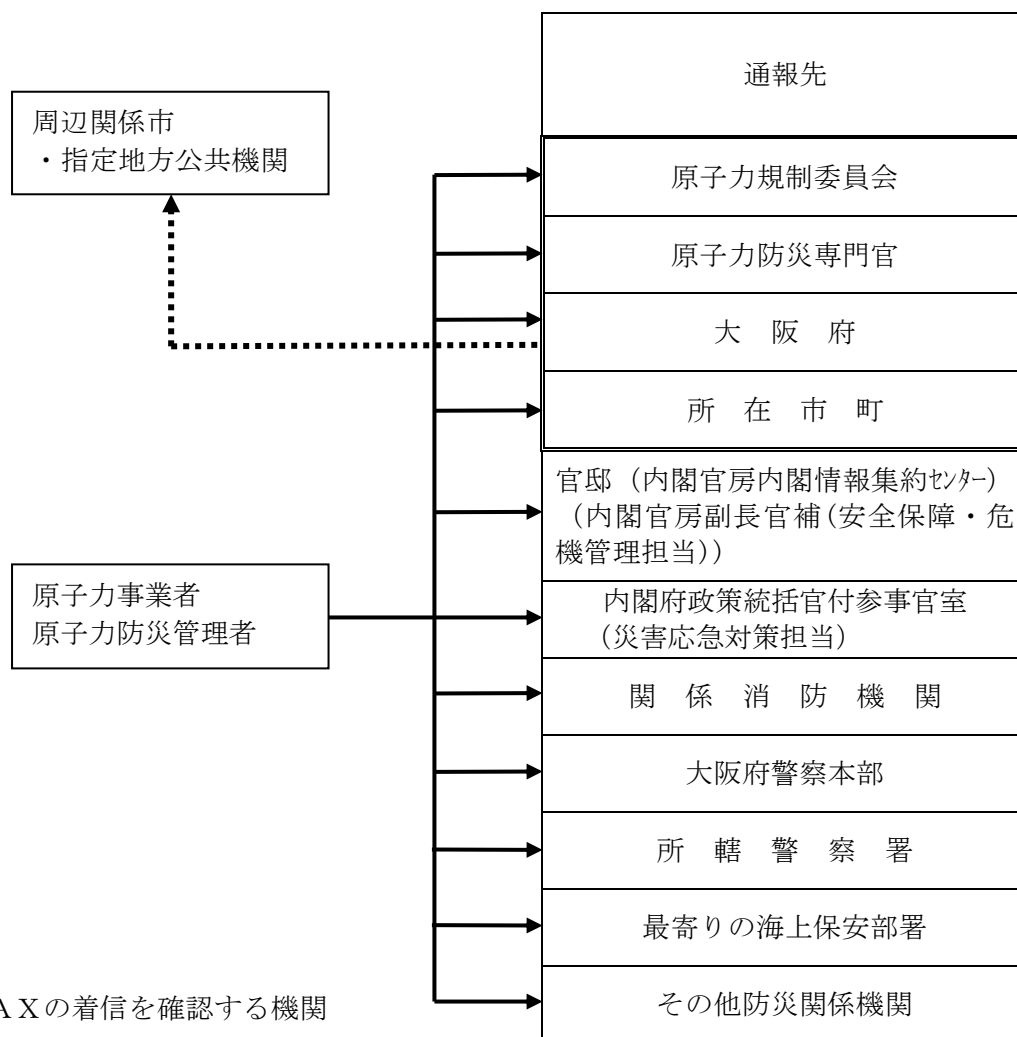 通報先
周辺関係市
・指定地方公共機関
原子力規制委員会
原子力防災専門官
大　阪　府
所　在　市　町
官邸（内閣官房内閣情報集約ｾﾝﾀｰ）
（内閣官房副長官補(安全保障・危
機管理担当))
原子力事業者
原子力防災管理者
内閣府政策統括官付参事官室
(災害応急対策担当)
関　係　消　防　機　関
大阪府警察本部
所　轄　警　察　署
最寄りの海上保安部署
その他防災関係機関
ＡＸの着信を確認する機関